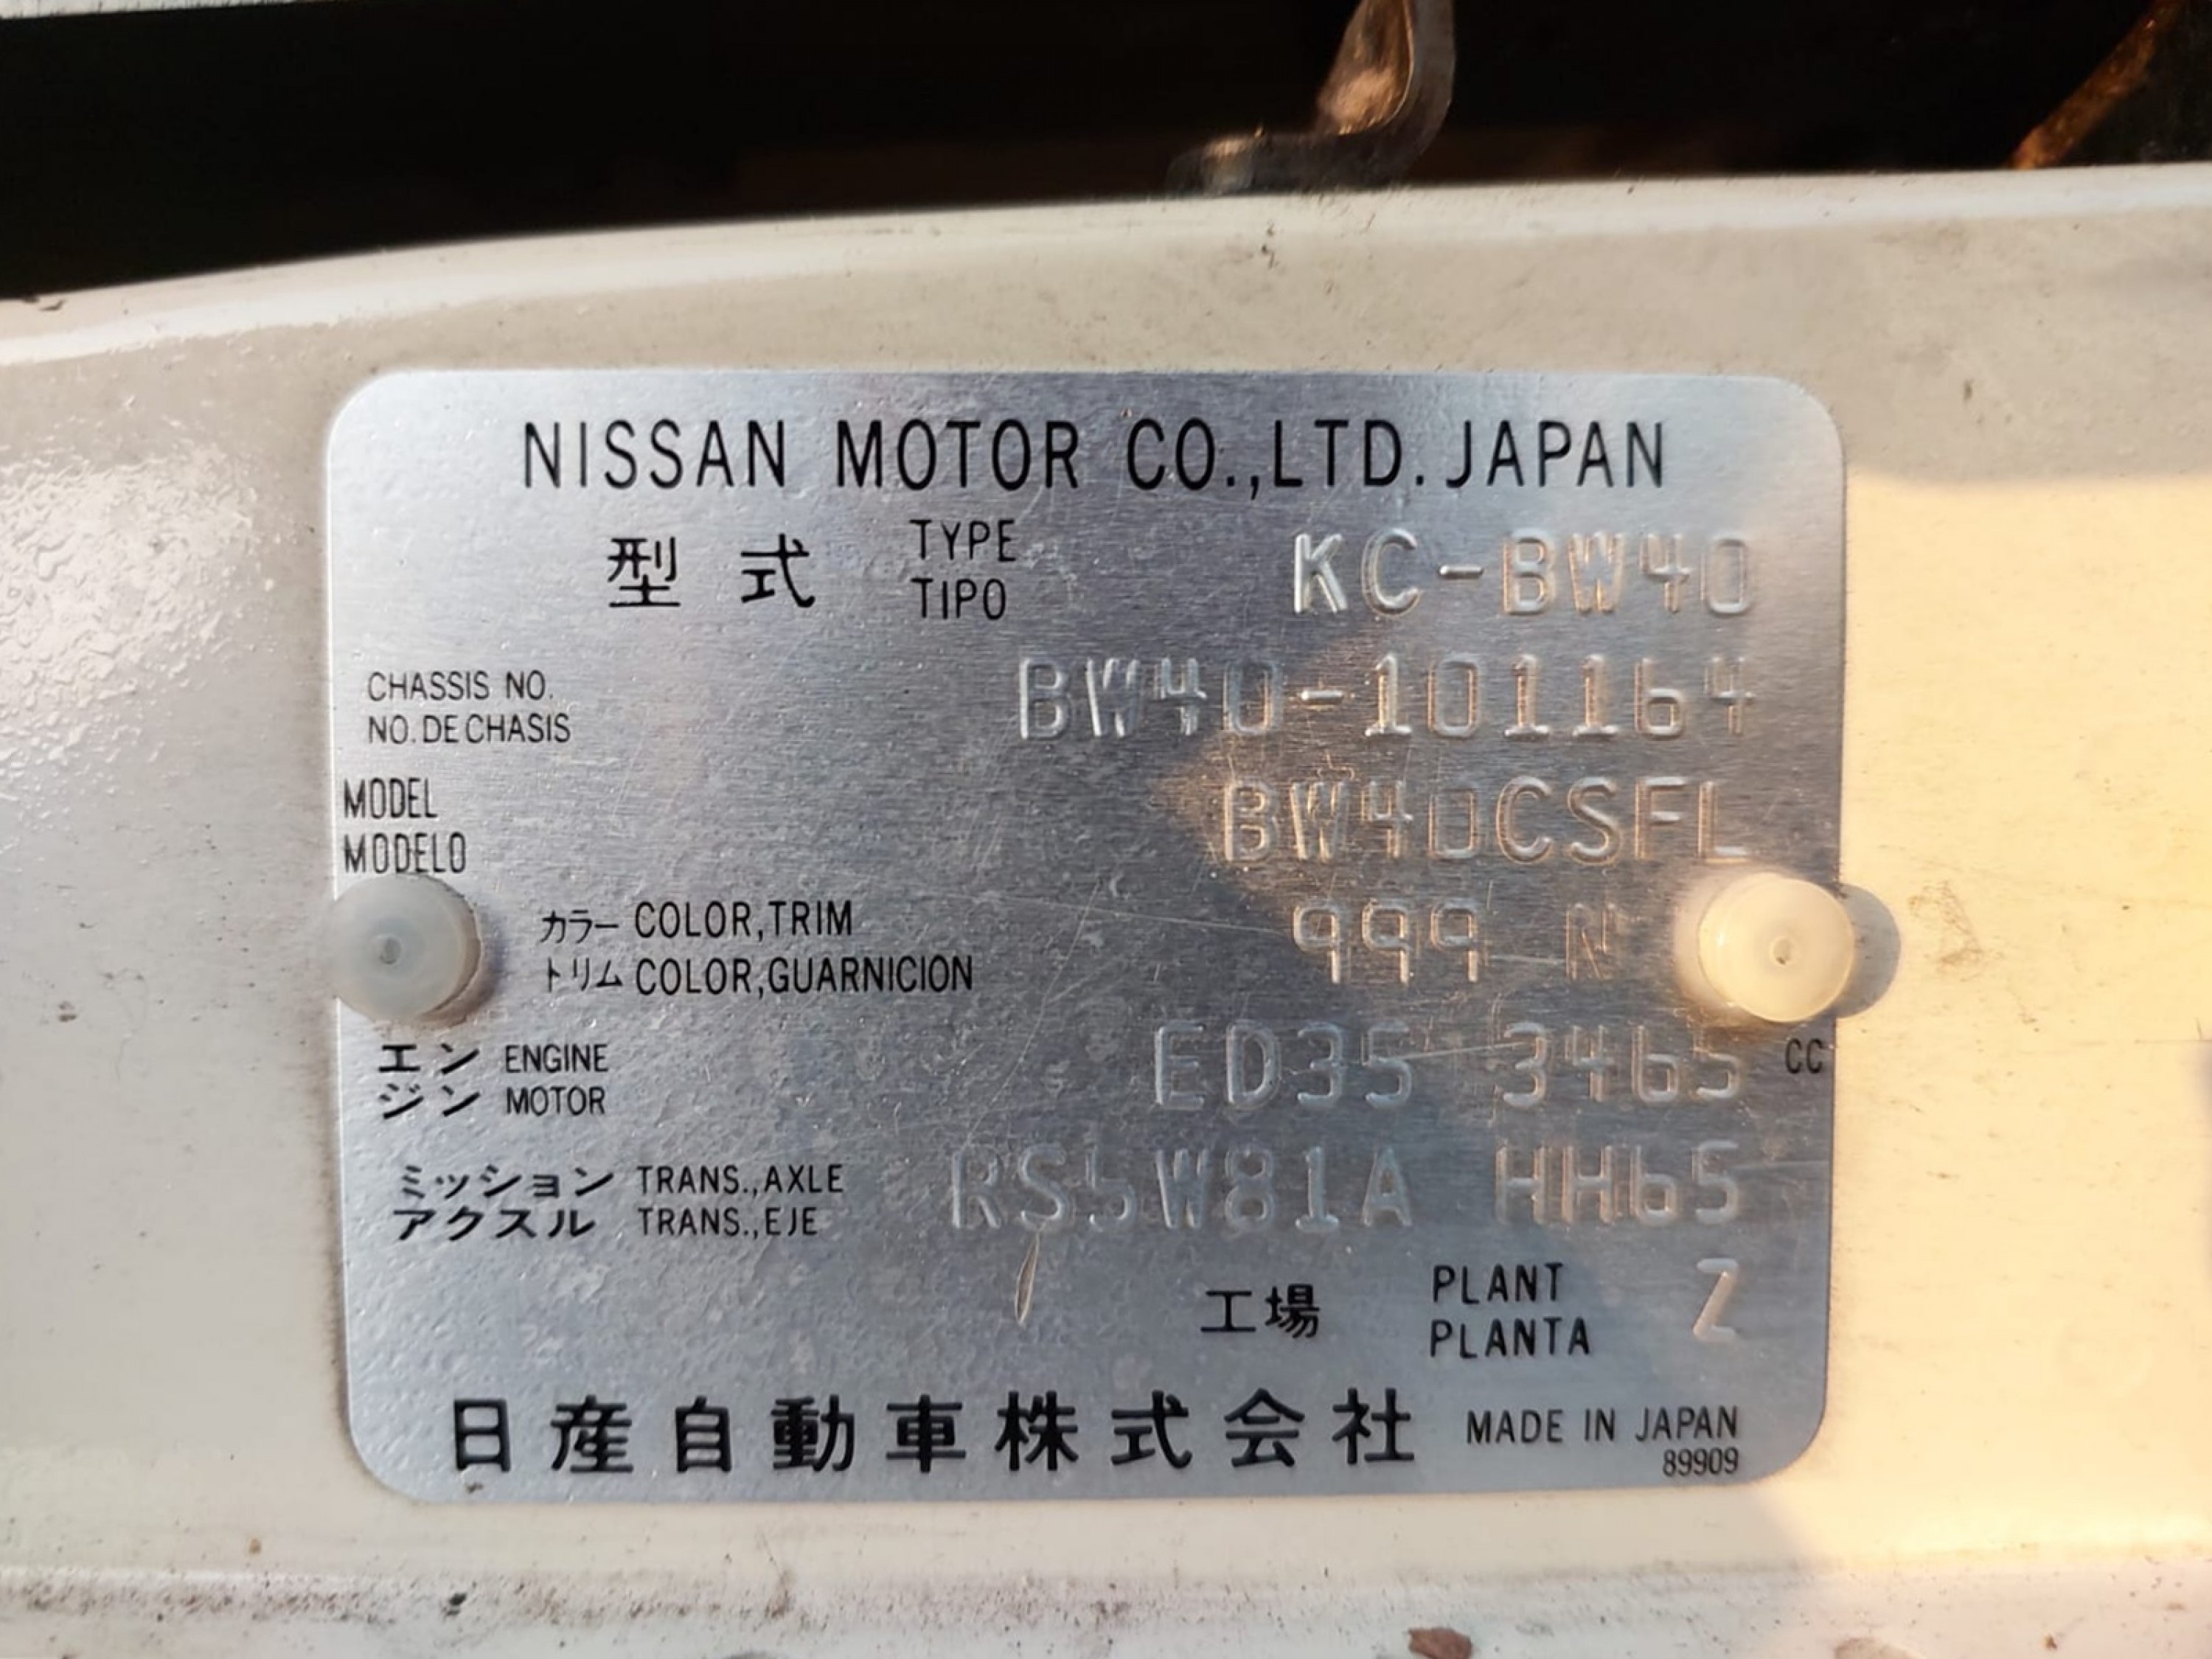 NISSAN MOTOR CO.,LTD. JAPAN
型式 TYPE TIPO KC-BW40
CHASSIS NO. BW40-101164
NO. DE CHASIS
MODEL BW40CSFL
MODELO
カラー COLOR,TRIM 999 N
トリム COLOR,GUARNICION
エン ENGINE ED35 3465 CC
ジン MOTOR
ミッション TRANS.,AXLE RS5W81A HH65
アクスル TRANS.,EJE
工場 PLANT Z
PLANTA
日産自動車株式会社 MADE IN JAPAN
89909